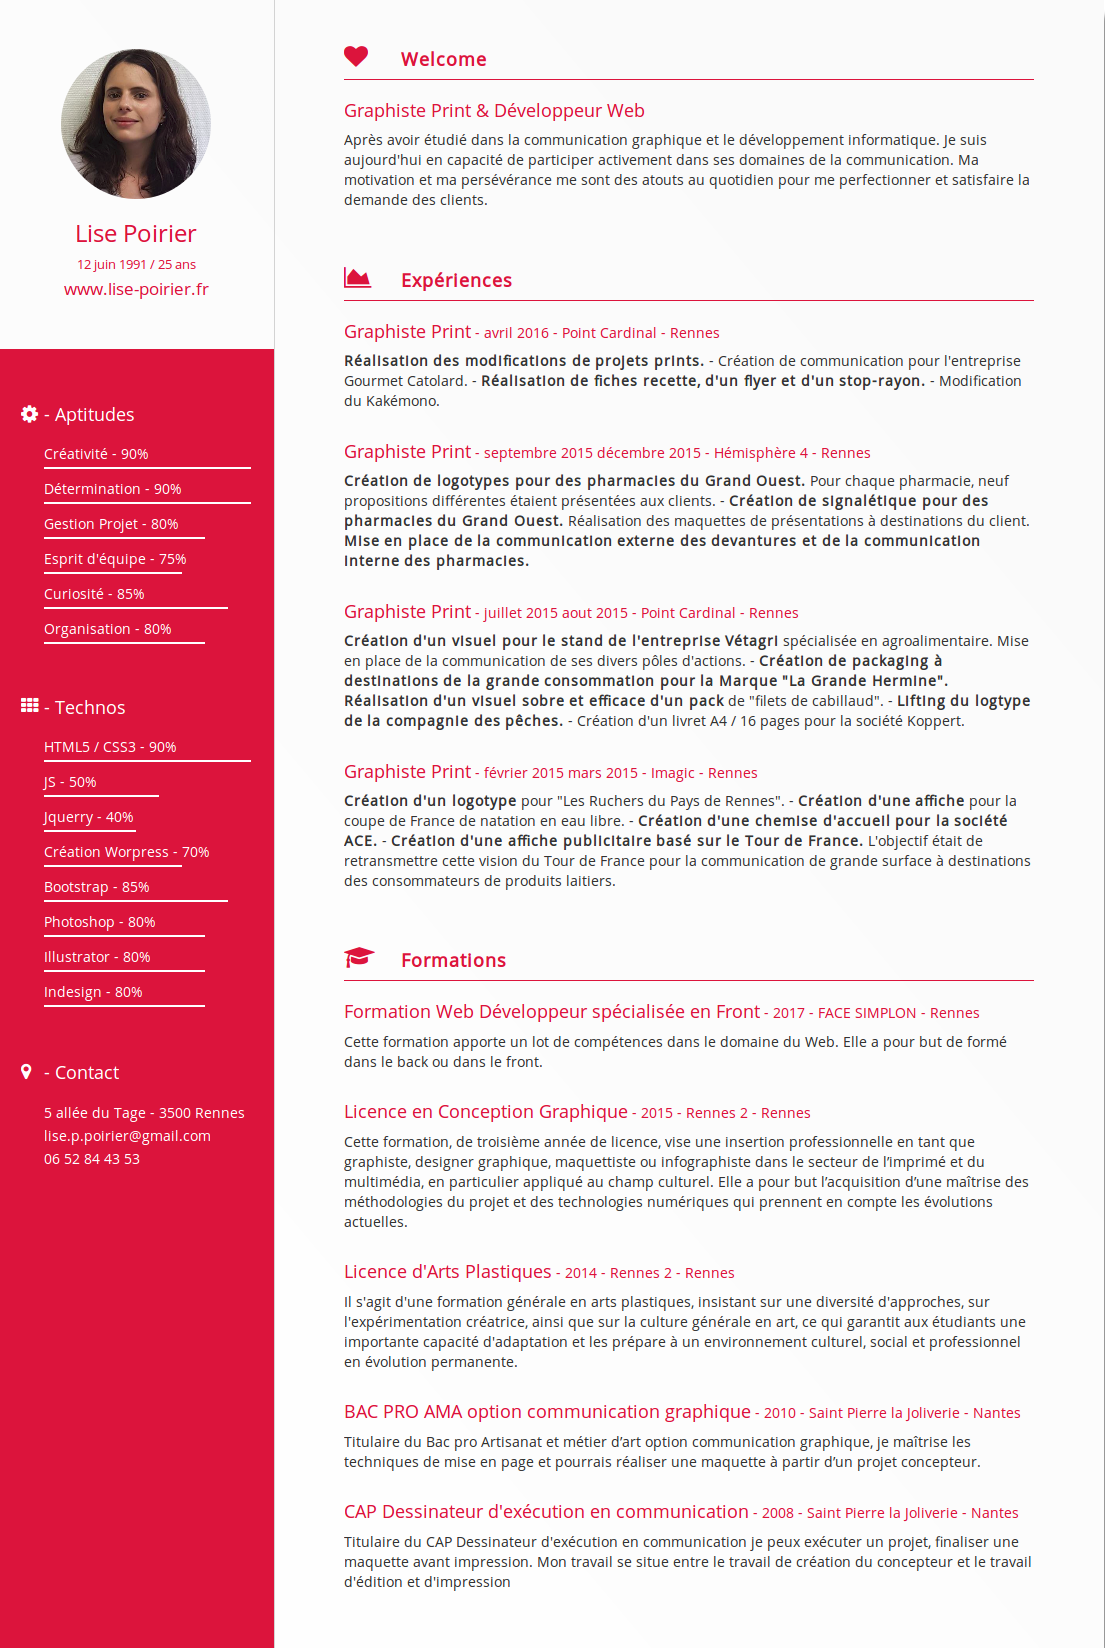 Lise Poirier
12 juin 1991 / 25 ans
www.lise-poirier.fr
- Aptitudes
Créativité - 90%
Détermination - 90%
Gestion Projet - 80%
Esprit d'équipe - 75%
Curiosité - 85%
Organisation - 80%
- Technos
HTML5 / CSS3 - 90%
JS - 50%
Jquerry - 40%
Création Worpress - 70%
Bootstrap - 85%
Photoshop - 80%
Illustrator - 80%
Indesign - 80%
- Contact
5 allée du Tage - 3500 Rennes
lise.p.poirier@gmail.com
06 52 84 43 53
Welcome
Graphiste Print & Développeur Web
Après avoir étudié dans la communication graphique et le développement informatique. Je suis
aujourd'hui en capacité de participer activement dans ses domaines de la communication. Ma
motivation et ma persévérance me sont des atouts au quotidien pour me perfectionner et satisfaire la
demande des clients.
Expériences
Graphiste Print - avril 2016 - Point Cardinal - Rennes
Réalisation des modifications de projets prints. - Création de communication pour l'entreprise
Gourmet Catolard. - Réalisation de fiches recette, d'un flyer et d'un stop-rayon. - Modification
du Kakémono.
Graphiste Print - septembre 2015 décembre 2015 - Hémisphère 4 - Rennes
Création de logotypes pour des pharmacies du Grand Ouest. Pour chaque pharmacie, neuf
propositions différentes étaient présentées aux clients. - Création de signalétique pour des
pharmacies du Grand Ouest. Réalisation des maquettes de présentations à destinations du client.
Mise en place de la communication externe des devantures et de la communication
interne des pharmacies.
Graphiste Print - juillet 2015 aout 2015 - Point Cardinal - Rennes
Création d'un visuel pour le stand de l'entreprise Vétagri spécialisée en agroalimentaire. Mise
en place de la communication de ses divers pôles d'actions. - Création de packaging à
destinations de la grande consommation pour la Marque "La Grande Hermine".
Réalisation d'un visuel sobre et efficace d'un pack de "filets de cabillaud". - Lifting du logtype
de la compagnie des pêches. - Création d'un livret A4 / 16 pages pour la société Koppert.
Graphiste Print - février 2015 mars 2015 - Imagic - Rennes
Création d'un logotype pour "Les Ruchers du Pays de Rennes". - Création d'une affiche pour la
coupe de France de natation en eau libre. - Création d'une chemise d'accueil pour la société
ACE. - Création d'une affiche publicitaire basé sur le Tour de France. L'objectif était de
retransmettre cette vision du Tour de France pour la communication de grande surface à destinations
des consommateurs de produits laitiers.
Formations
Formation Web Développeur spécialisée en Front - 2017 - FACE SIMPLON - Rennes
Cette formation apporte un lot de compétences dans le domaine du Web. Elle a pour but de formé
dans le back ou dans le front.
Licence en Conception Graphique - 2015 - Rennes 2 - Rennes
Cette formation, de troisième année de licence, vise une insertion professionnelle en tant que
graphiste, designer graphique, maquettiste ou infographiste dans le secteur de l’imprimé et du
multimédia, en particulier appliqué au champ culturel. Elle a pour but l’acquisition d’une maîtrise des
méthodologies du projet et des technologies numériques qui prennent en compte les évolutions
actuelles.
Licence d'Arts Plastiques - 2014 - Rennes 2 - Rennes
Il s'agit d'une formation générale en arts plastiques, insistant sur une diversité d'approches, sur
l'expérimentation créatrice, ainsi que sur la culture générale en art, ce qui garantit aux étudiants une
importante capacité d'adaptation et les prépare à un environnement culturel, social et professionnel
en évolution permanente.
BAC PRO AMA option communication graphique - 2010 - Saint Pierre la Joliverie - Nantes
Titulaire du Bac pro Artisanat et métier d’art option communication graphique, je maîtrise les
techniques de mise en page et pourrais réaliser une maquette à partir d’un projet concepteur.
CAP Dessinateur d'exécution en communication - 2008 - Saint Pierre la Joliverie - Nantes
Titulaire du CAP Dessinateur d'exécution en communication je peux exécuter un projet, finaliser une
maquette avant impression. Mon travail se situe entre le travail de création du concepteur et le travail
d'édition et d'impression